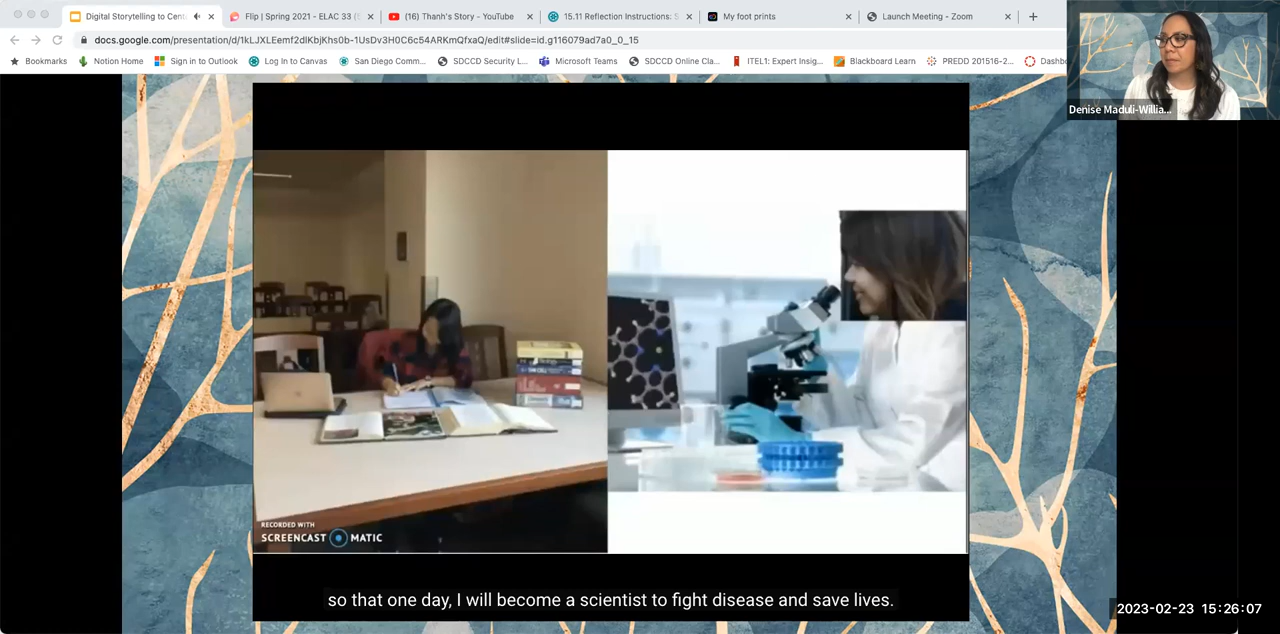 Digital Storytelling to Cent
Flip | Spring 2021 - ELAC 33 (
(16) Thanh's Story - YouTube
15.11 Reflection Instructions: S
My foot prints
Launch Meeting - Zoom
docs.google.com/presentation/d/1kLJXLEemf2dlKbjKhs0b-1UsDv3H0C6c54ARKmQfxaQ/edit#slide=id.g116079ad7a0_0_15
Bookmarks
Notion Home
Sign in to Outlook
Log In to Canvas
San Diego Comm...
SDCCD Security L...
Microsoft Teams
SDCCD Online Cla...
ITEL1: Expert Insig...
Blackboard Learn
PREDD 201516-2...
Dashbo
Denise Maduli-Willia...
RECORDED WITH
SCREENCAST MATIC
so that one day, I will become a scientist to fight disease and save lives.
2023-02-23 15:26:07